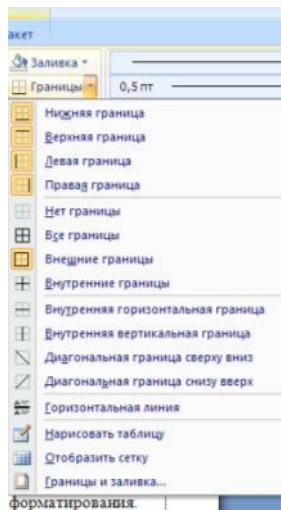 акет
Заливка
Границы 0,5 пт
Нижняя граница
Верхняя граница
Левая граница
Правая граница
Нет границы
Все границы
Внешние границы
Внутренние границы
Внутренняя горизонтальная граница
Внутренняя вертикальная граница
Диагональная граница сверху вниз
Диагональная граница снизу вверх
Горизонтальная линия
Нарисовать таблицу
Отобразить сетку
Границы и заливка...
форматирования.